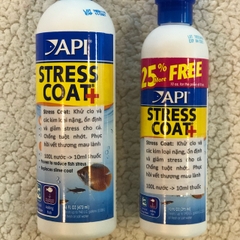 API
STRESS
COAT+
Stress Coat: Khử clo và
các kim loại nặng, ổn định
và giảm stress cho cá.
Chống tuột nhớt. Phục
hồi vết thương mau lành
100L nước -> 10ml thuốc
25% more FREE
API
STRESS
COAT+
Stress Coat: Khử clo và
các kim loại nặng, ổn định
và giảm stress cho cá.
Chống tuột nhớt. Phục
hồi vết thương mau lành
100L nước -> 10ml thuốc